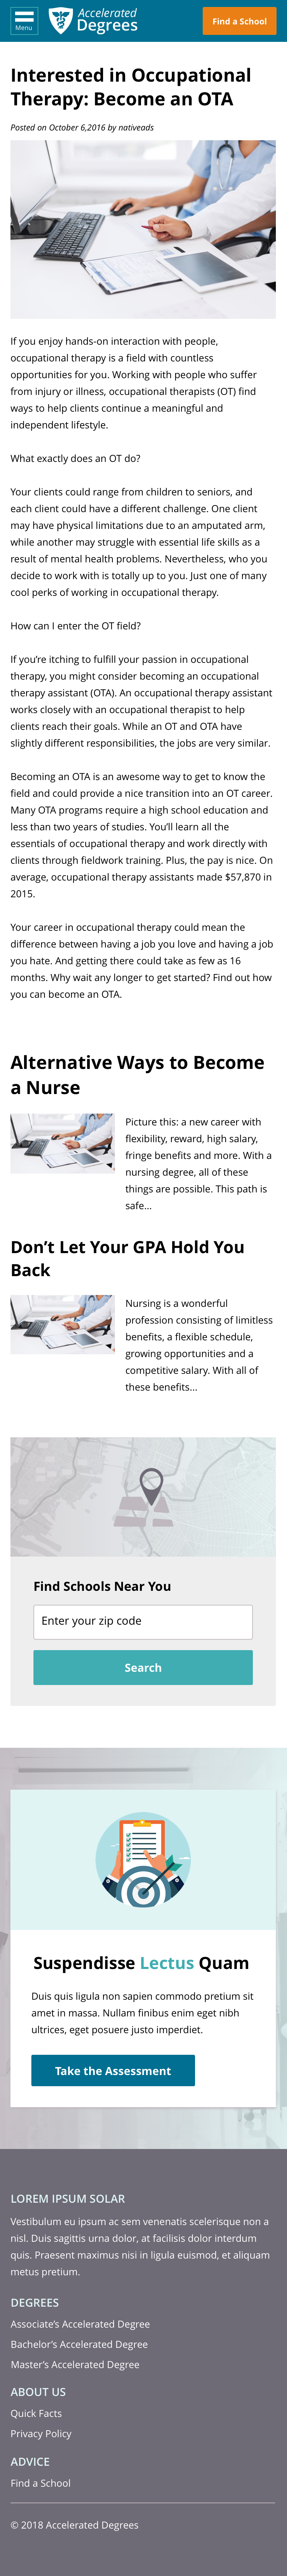 Menu
Accelerated
Degrees
Find a School
Interested in Occupational
Therapy: Become an OTA
Posted on October 6,2016 by nativeads
If you enjoy hands-on interaction with people,
occupational therapy is a field with countless
opportunities for you. Working with people who suffer
from injury or illness, occupational therapists (OT) find
ways to help clients continue a meaningful and
independent lifestyle.
What exactly does an OT do?
Your clients could range from children to seniors, and
each client could have a different challenge. One client
may have physical limitations due to an amputated arm,
while another may struggle with essential life skills as a
result of mental health problems. Nevertheless, who you
decide to work with is totally up to you. Just one of many
cool perks of working in occupational therapy.
How can I enter the OT field?
If you’re itching to fulfill your passion in occupational
therapy, you might consider becoming an occupational
therapy assistant (OTA). An occupational therapy assistant
works closely with an occupational therapist to help
clients reach their goals. While an OT and OTA have
slightly different responsibilities, the jobs are very similar.
Becoming an OTA is an awesome way to get to know the
field and could provide a nice transition into an OT career.
Many OTA programs require a high school education and
less than two years of studies. You’ll learn all the
essentials of occupational therapy and work directly with
clients through fieldwork training. Plus, the pay is nice. On
average, occupational therapy assistants made $57,870 in
2015.
Your career in occupational therapy could mean the
difference between having a job you love and having a job
you hate. And getting there could take as few as 16
months. Why wait any longer to get started? Find out how
you can become an OTA.
Alternative Ways to Become
a Nurse
Picture this: a new career with
flexibility, reward, high salary,
fringe benefits and more. With a
nursing degree, all of these
things are possible. This path is
safe...
Don’t Let Your GPA Hold You
Back
Nursing is a wonderful
profession consisting of limitless
benefits, a flexible schedule,
growing opportunities and a
competitive salary. With all of
these benefits...
Find Schools Near You
Enter your zip code
Search
Suspendisse Lectus Quam
Duis quis ligula non sapien commodo pretium sit
amet in massa. Nullam finibus enim eget nibh
ultrices, eget posuere justo imperdiet.
Take the Assessment
LOREM IPSUM SOLAR
Vestibulum eu ipsum ac sem venenatis scelerisque non a
nisl. Duis sagittis urna dolor, at facilisis dolor interdum
quis. Praesent maximus nisi in ligula euismod, et aliquam
metus pretium.
DEGREES
Associate’s Accelerated Degree
Bachelor’s Accelerated Degree
Master’s Accelerated Degree
ABOUT US
Quick Facts
Privacy Policy
ADVICE
Find a School
© 2018 Accelerated Degrees